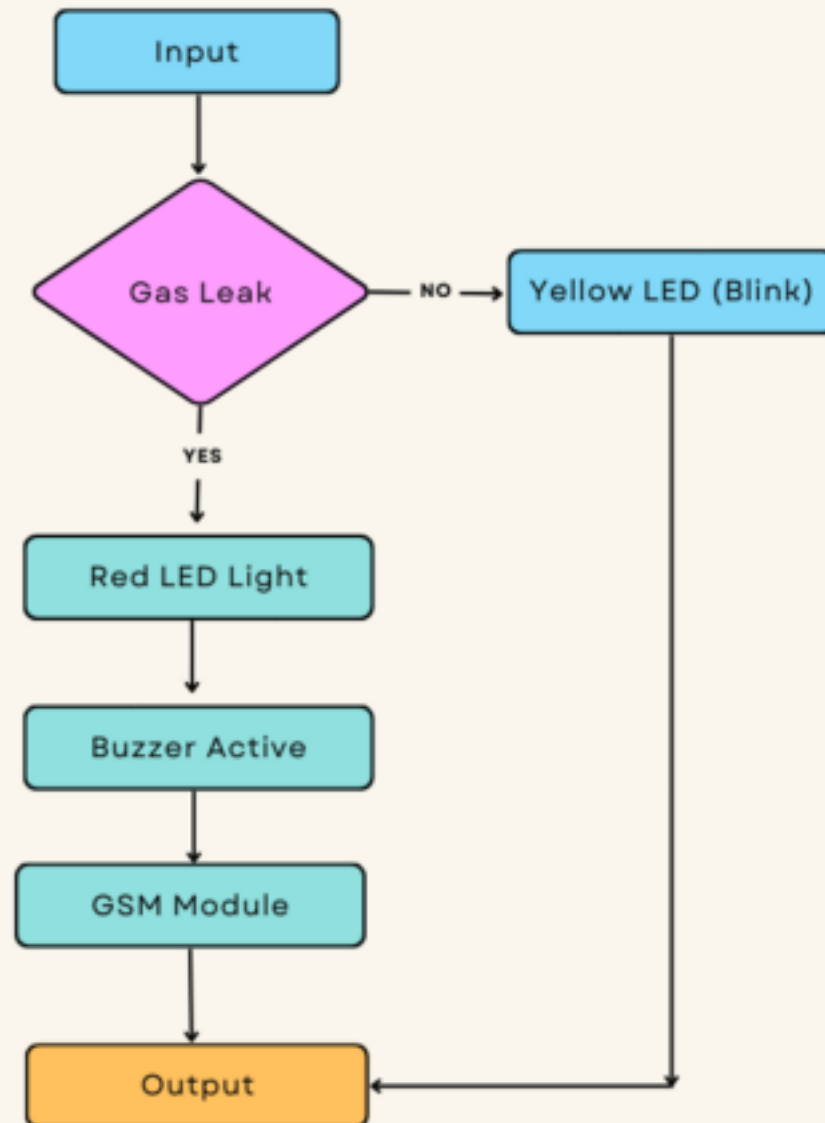 Input
Gas Leak
NO
Yellow LED (Blink)
YES
Red LED Light
Buzzer Active
GSM Module
Output